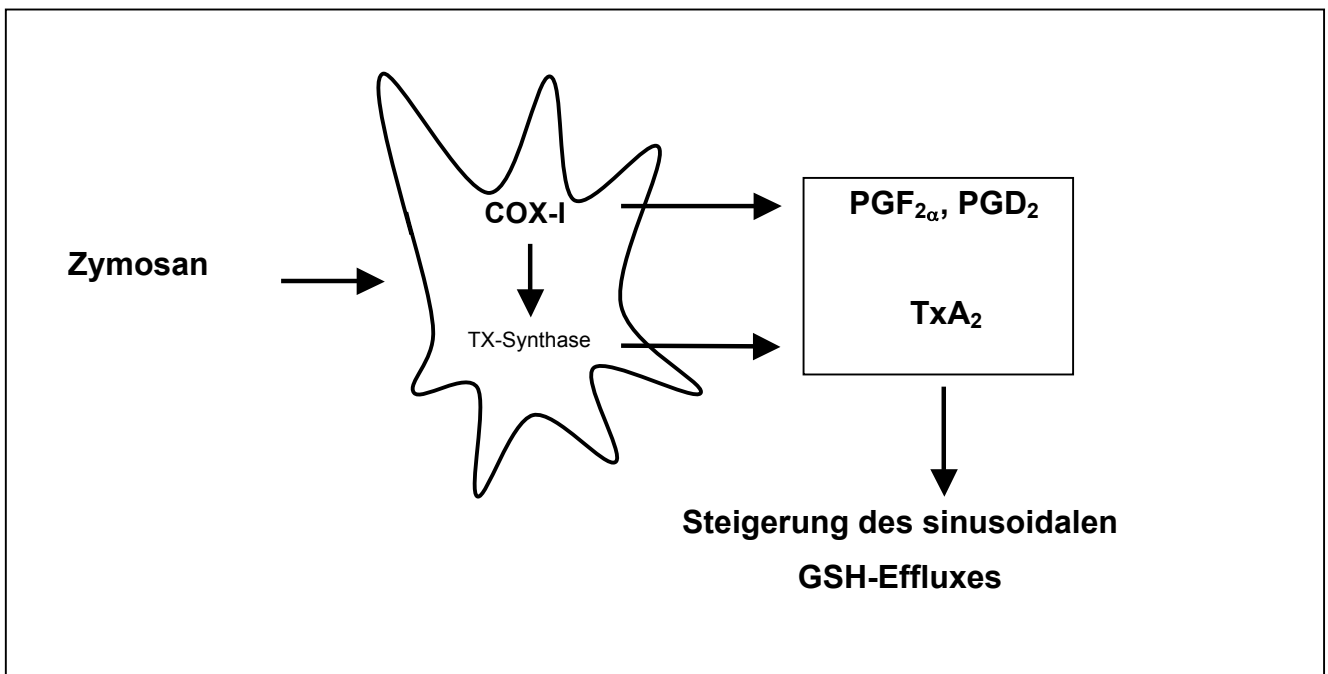 COX-I
PGF₂α, PGD₂
Zymosan
TxA₂
TX-Synthase
Steigerung des sinusoidalen
GSH-Effluxes